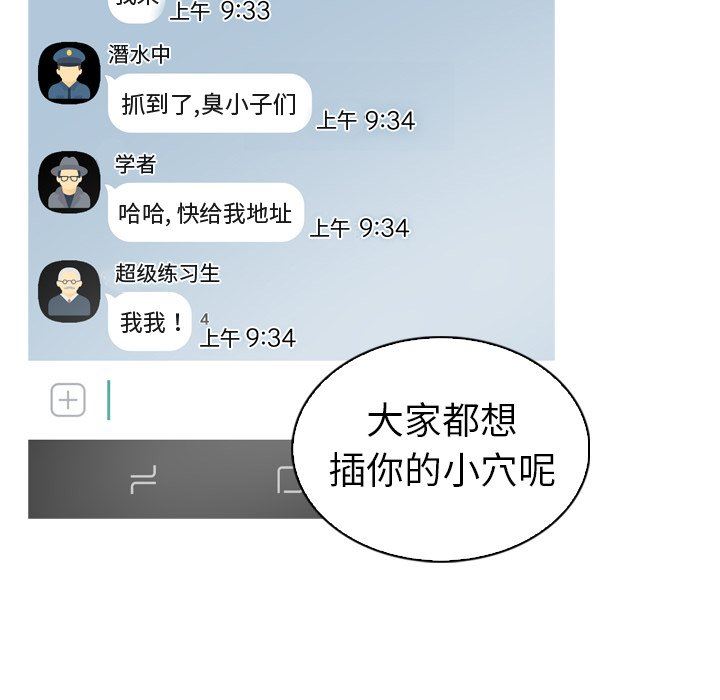 上午 9:33
潛水中
抓到了,臭小子们
上午 9:34
学者
哈哈, 快给我地址
上午 9:34
超级练习生
我我！
4
上午 9:34
大家都想
插你的小穴呢